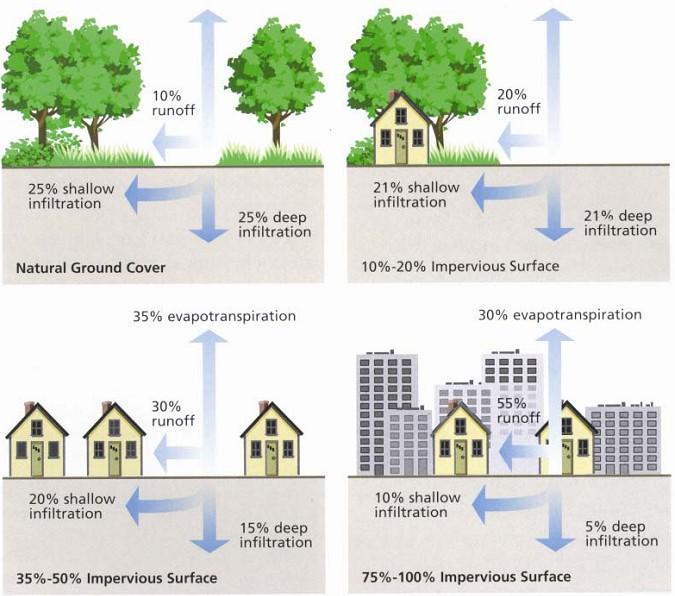 10%
runoff
25% shallow
infiltration
25% deep
infiltration
Natural Ground Cover
20%
runoff
21% shallow
infiltration
21% deep
infiltration
10%-20% Impervious Surface
35% evapotranspiration
30%
runoff
20% shallow
infiltration
15% deep
infiltration
35%-50% Impervious Surface
30% evapotranspiration
55%
runoff
10% shallow
infiltration
5% deep
infiltration
75%-100% Impervious Surface